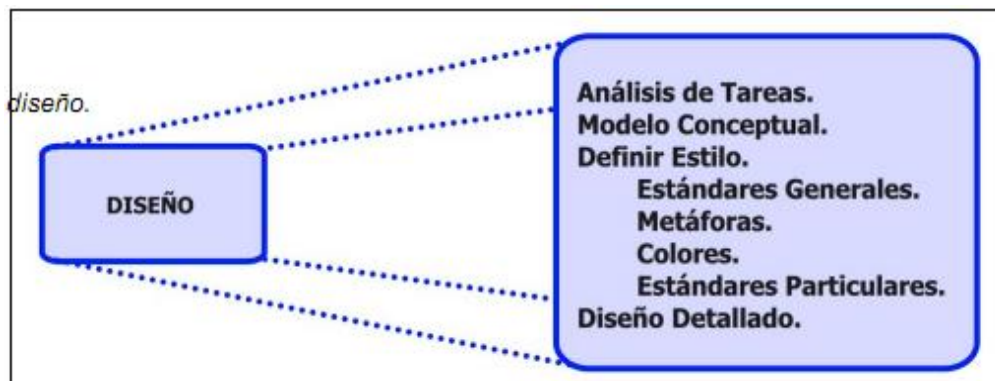 diseño.
DISEÑO
Análisis de Tareas.
Modelo Conceptual.
Definir Estilo.
Estándares Generales.
Metáforas.
Colores.
Estándares Particulares.
Diseño Detallado.